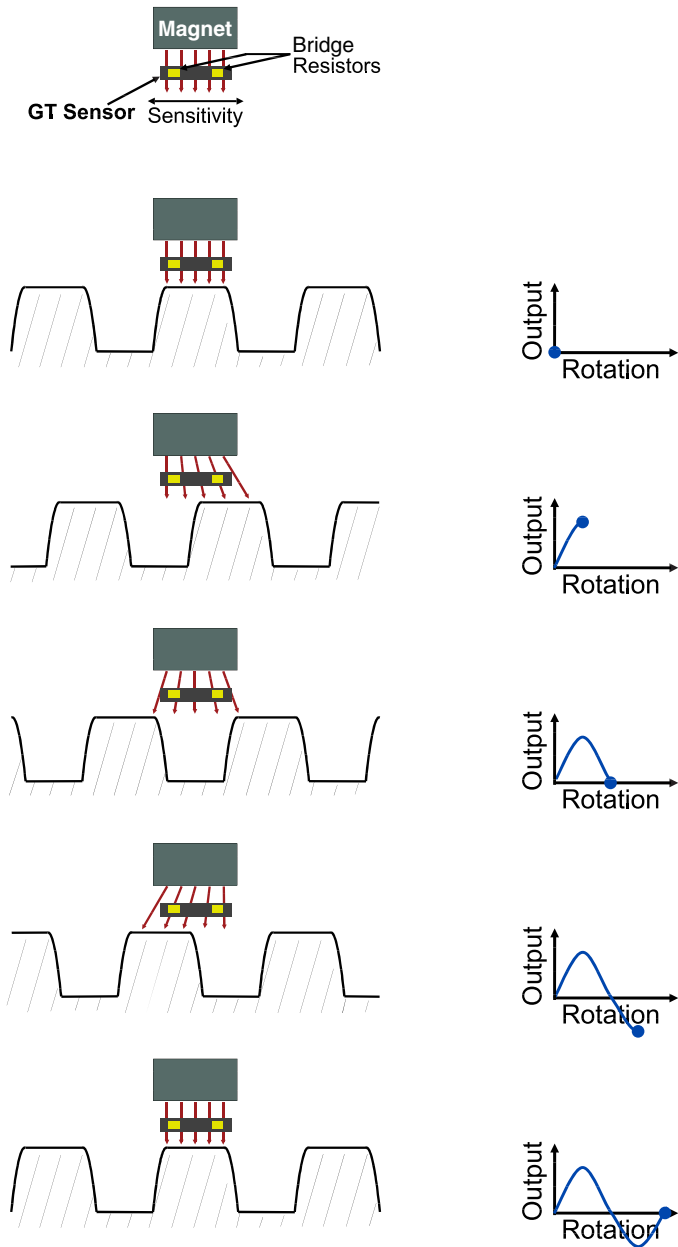 Magnet
Bridge
Resistors
GT Sensor
Sensitivity
Output
Rotation
Output
Rotation
Output
Rotation
Output
Rotation
Output
Rotation